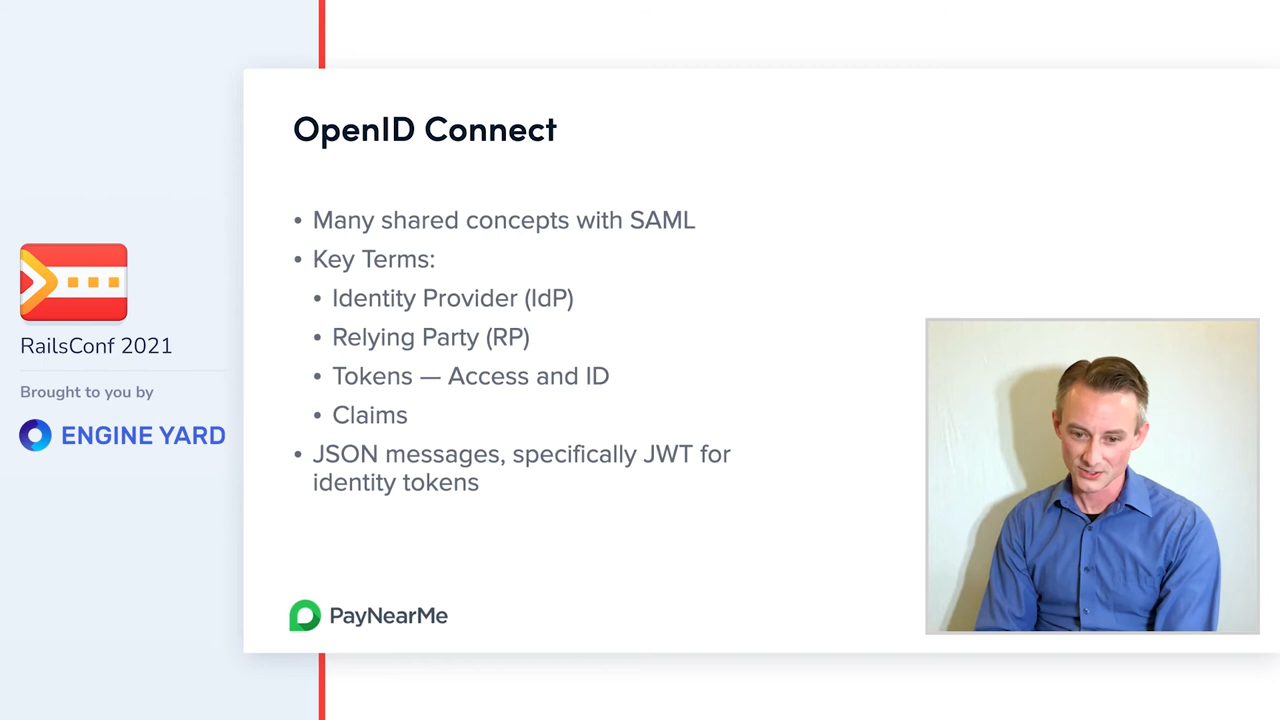 OpenID Connect
• Many shared concepts with SAML
• Key Terms:
• Identity Provider (IdP)
• Relying Party (RP)
• Tokens — Access and ID
• Claims
• JSON messages, specifically JWT for
identity tokens
PayNearMe
RailsConf 2021
Brought to you by
ENGINE YARD